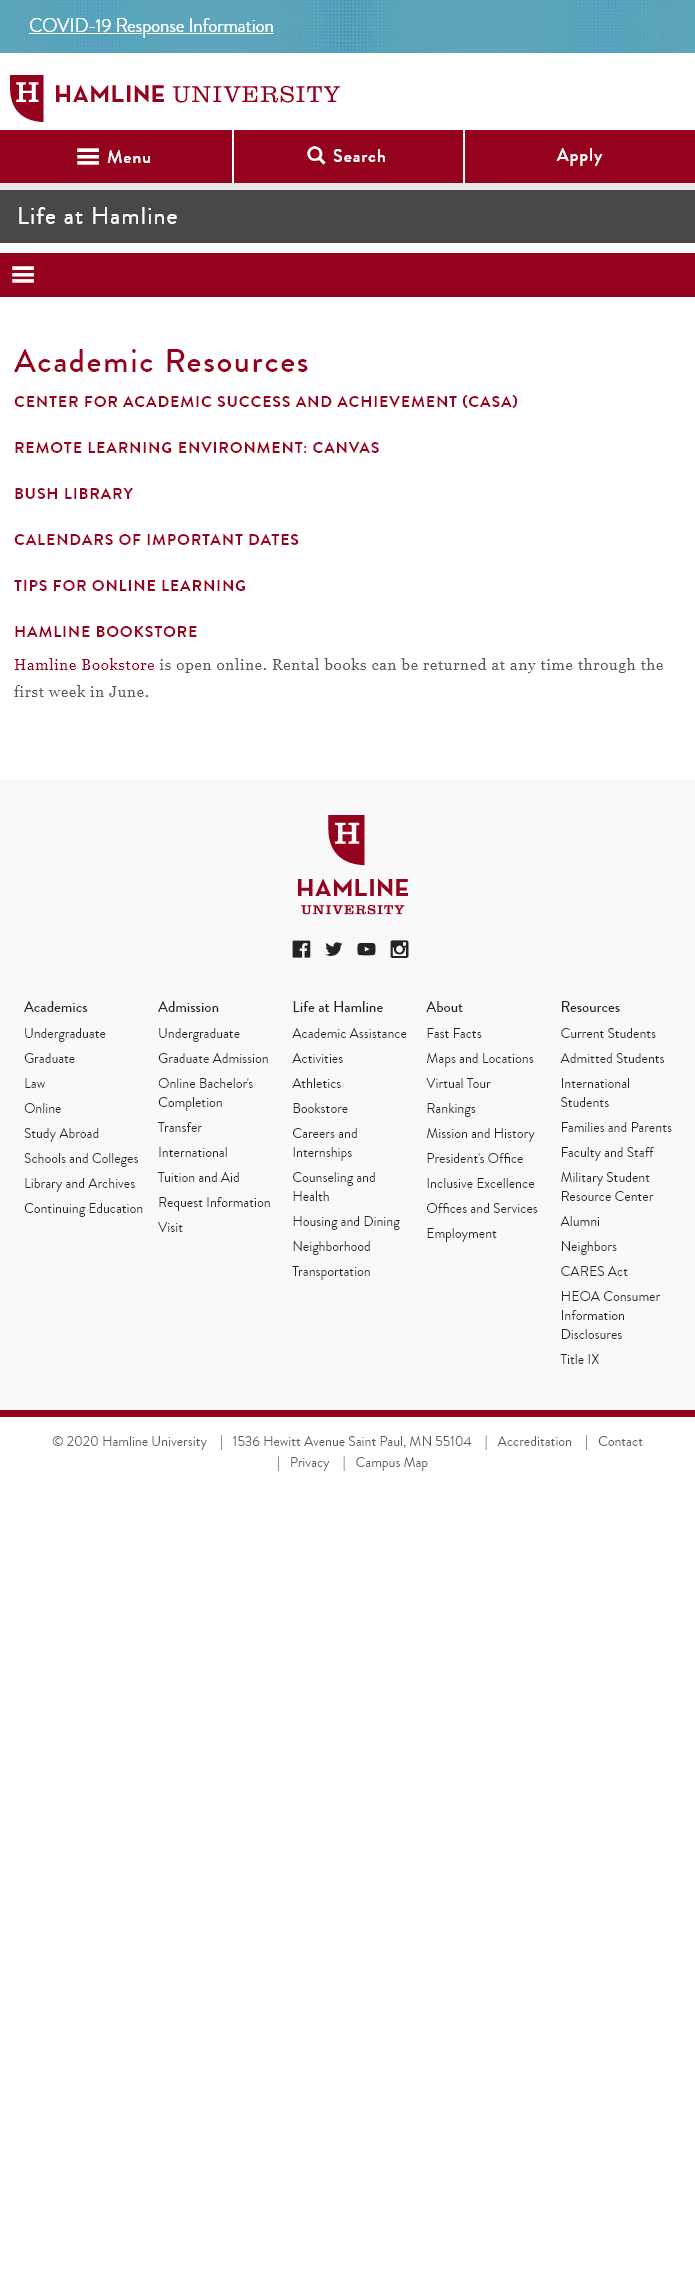 COVID-19 Response Information
H HAMLINE UNIVERSITY
Menu
Search
Apply
Life at Hamline
Academic Resources
CENTER FOR ACADEMIC SUCCESS AND ACHIEVEMENT (CASA)
REMOTE LEARNING ENVIRONMENT: CANVAS
BUSH LIBRARY
CALENDARS OF IMPORTANT DATES
TIPS FOR ONLINE LEARNING
HAMLINE BOOKSTORE
Hamline Bookstore is open online. Rental books can be returned at any time through the
first week in June.
H
HAMLINE
UNIVERSITY
Academics
Undergraduate
Graduate
Law
Online
Study Abroad
Schools and Colleges
Library and Archives
Continuing Education
Admission
Undergraduate
Graduate Admission
Online Bachelor's
Completion
Transfer
International
Tuition and Aid
Request Information
Visit
Life at Hamline
Academic Assistance
Activities
Athletics
Bookstore
Careers and
Internships
Counseling and
Health
Housing and Dining
Neighborhood
Transportation
About
Fast Facts
Maps and Locations
Virtual Tour
Rankings
Mission and History
President's Office
Inclusive Excellence
Offices and Services
Employment
Resources
Current Students
Admitted Students
International
Students
Families and Parents
Faculty and Staff
Military Student
Resource Center
Alumni
Neighbors
CARES Act
HEOA Consumer
Information
Disclosures
Title IX
© 2020 Hamline University | 1536 Hewitt Avenue Saint Paul, MN 55104 | Accreditation | Contact
| Privacy | Campus Map